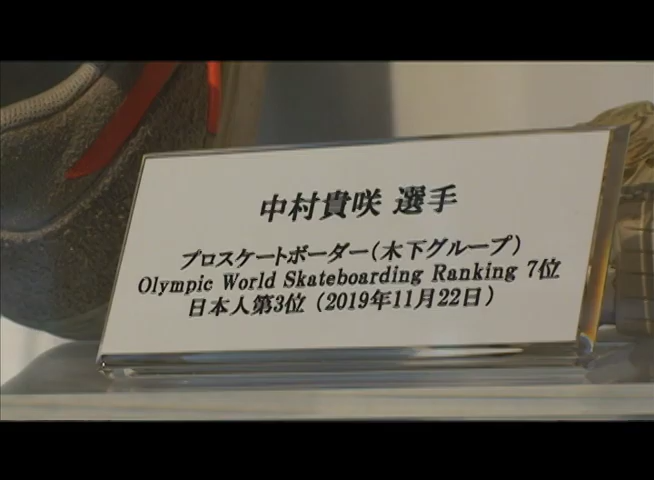 中村貴咲 選手
プロスケートボーダー(木下グループ)
Olympic World Skateboarding Ranking 7位
日本人第3位 (2019年11月22日)